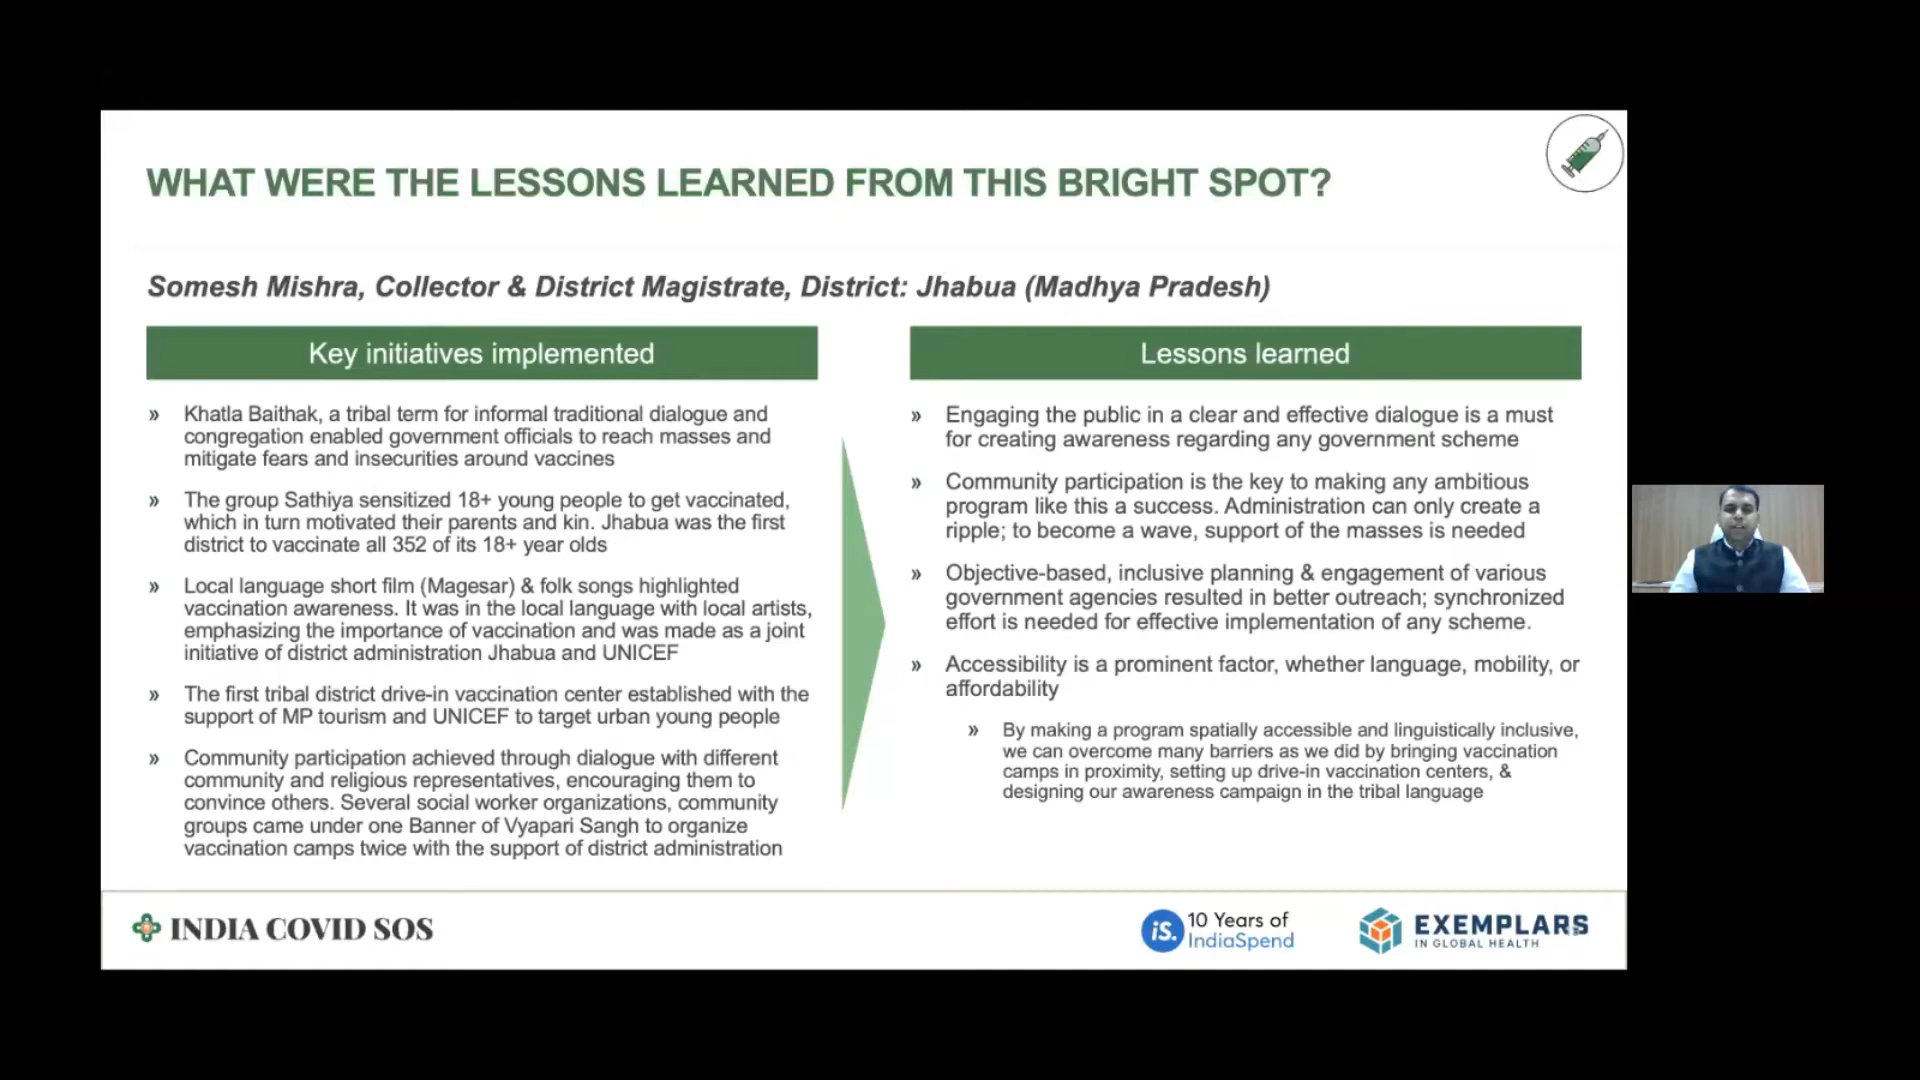 WHAT WERE THE LESSONS LEARNED FROM THIS BRIGHT SPOT?
Somesh Mishra, Collector & District Magistrate, District: Jhabua (Madhya Pradesh)
Key initiatives implemented
» Khatla Baithak, a tribal term for informal traditional dialogue and
congregation enabled government officials to reach masses and
mitigate fears and insecurities around vaccines
» The group Sathiya sensitized 18+ young people to get vaccinated,
which in turn motivated their parents and kin. Jhabua was the first
district to vaccinate all 352 of its 18+ year olds
» Local language short film (Magesar) & folk songs highlighted
vaccination awareness. It was in the local language with local artists,
emphasizing the importance of vaccination and was made as a joint
initiative of district administration Jhabua and UNICEF
» The first tribal district drive-in vaccination center established with the
support of MP tourism and UNICEF to target urban young people
» Community participation achieved through dialogue with different
community and religious representatives, encouraging them to
convince others. Several social worker organizations, community
groups came under one Banner of Vyapari Sangh to organize
vaccination camps twice with the support of district administration
Lessons learned
» Engaging the public in a clear and effective dialogue is a must
for creating awareness regarding any government scheme
» Community participation is the key to making any ambitious
program like this a success. Administration can only create a
ripple; to become a wave, support of the masses is needed
» Objective-based, inclusive planning & engagement of various
government agencies resulted in better outreach; synchronized
effort is needed for effective implementation of any scheme.
» Accessibility is a prominent factor, whether language, mobility, or
affordability
» By making a program spatially accessible and linguistically inclusive,
we can overcome many barriers as we did by bringing vaccination
camps in proximity, setting up drive-in vaccination centers, &
designing our awareness campaign in the tribal language
INDIA COVID SOS
iS. 10 Years of
IndiaSpend
EXEMPLARS
IN GLOBAL HEALTH